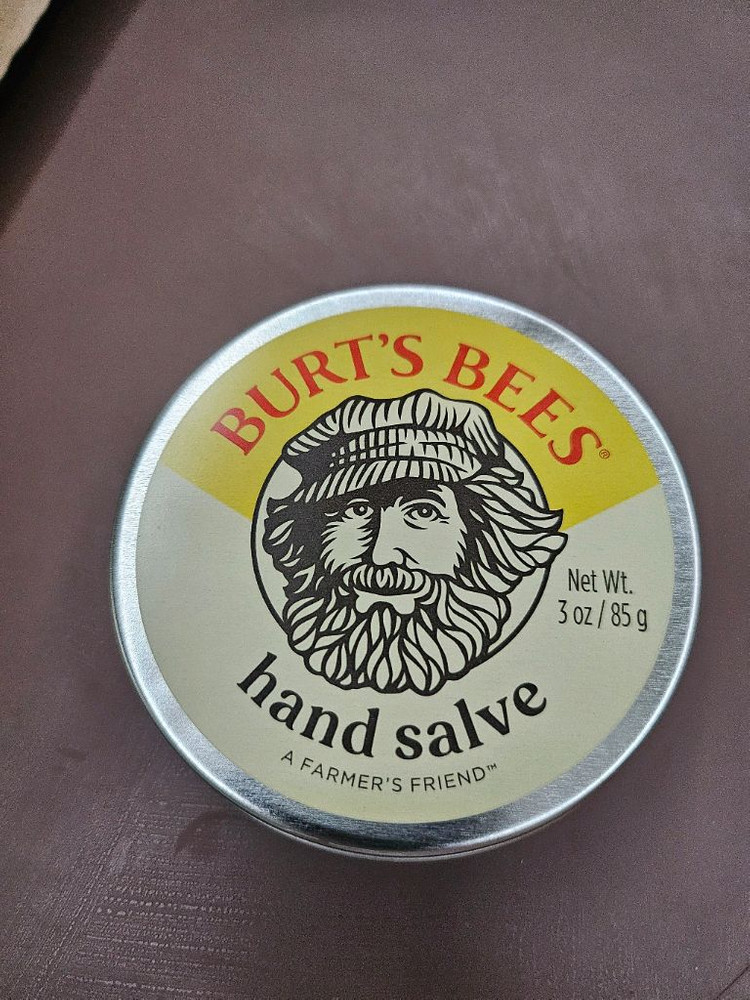 BURT'S BEES®
Net Wt.
3 oz / 85 g
hand salve
A FARMER'S FRIEND™